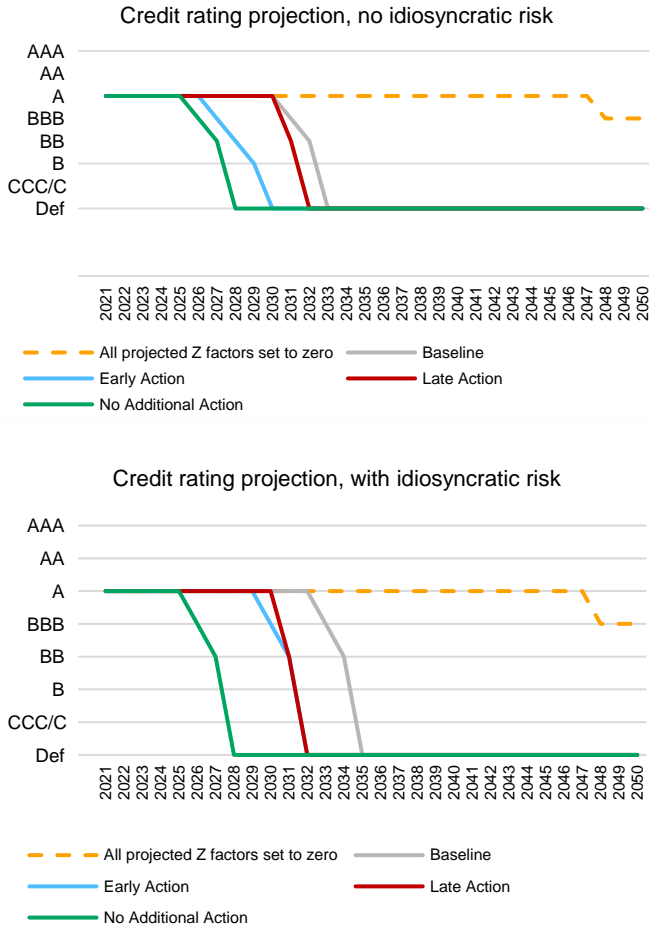 Credit rating projection, no idiosyncratic risk
AAA
AA
A
BBB
BB
B
CCC/C
Def
2021 2022 2023 2024 2025 2026 2027 2028 2029 2030 2031 2032 2033 2034 2035 2036 2037 2038 2039 2040 2041 2042 2043 2044 2045 2046 2047 2048 2049 2050
All projected Z factors set to zero Baseline
Early Action Late Action
No Additional Action
Credit rating projection, with idiosyncratic risk
AAA
AA
A
BBB
BB
B
CCC/C
Def
2021 2022 2023 2024 2025 2026 2027 2028 2029 2030 2031 2032 2033 2034 2035 2036 2037 2038 2039 2040 2041 2042 2043 2044 2045 2046 2047 2048 2049 2050
All projected Z factors set to zero Baseline
Early Action Late Action
No Additional Action